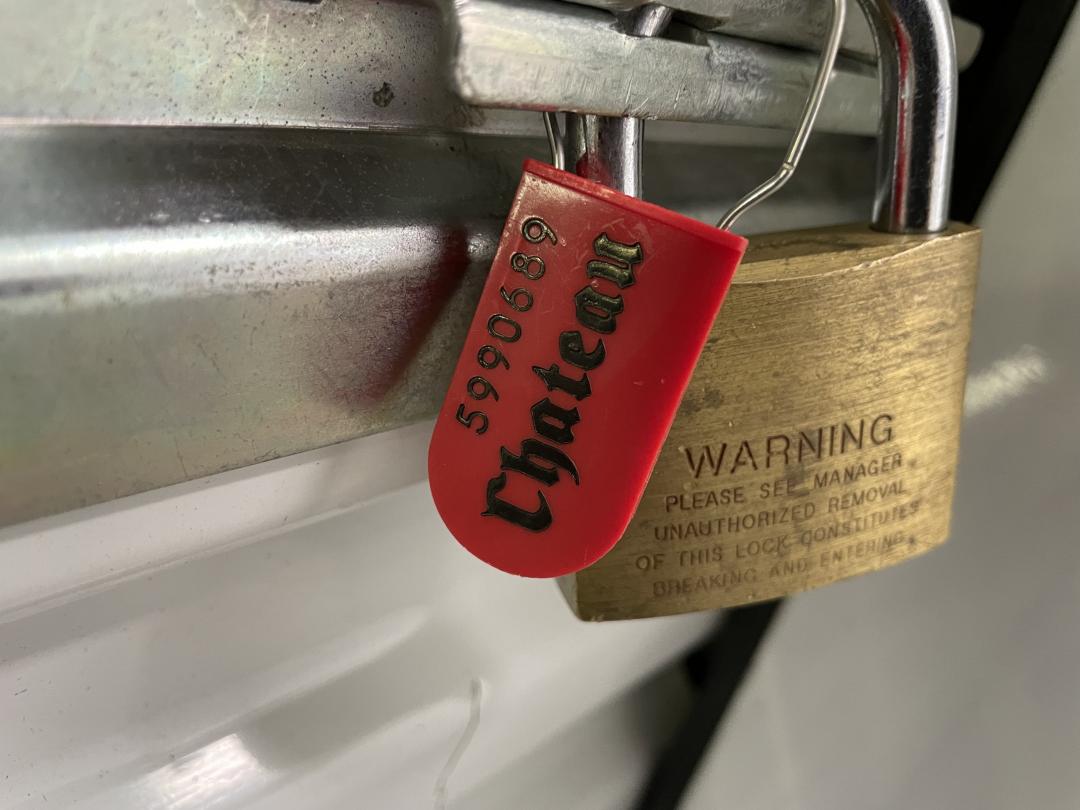 5990689
Chateau
WARNING
PLEASE SEE MANAGER
UNAUTHORIZED REMOVAL
OF THIS LOCK CONSTITUTES
BREAKING AND ENTERING.